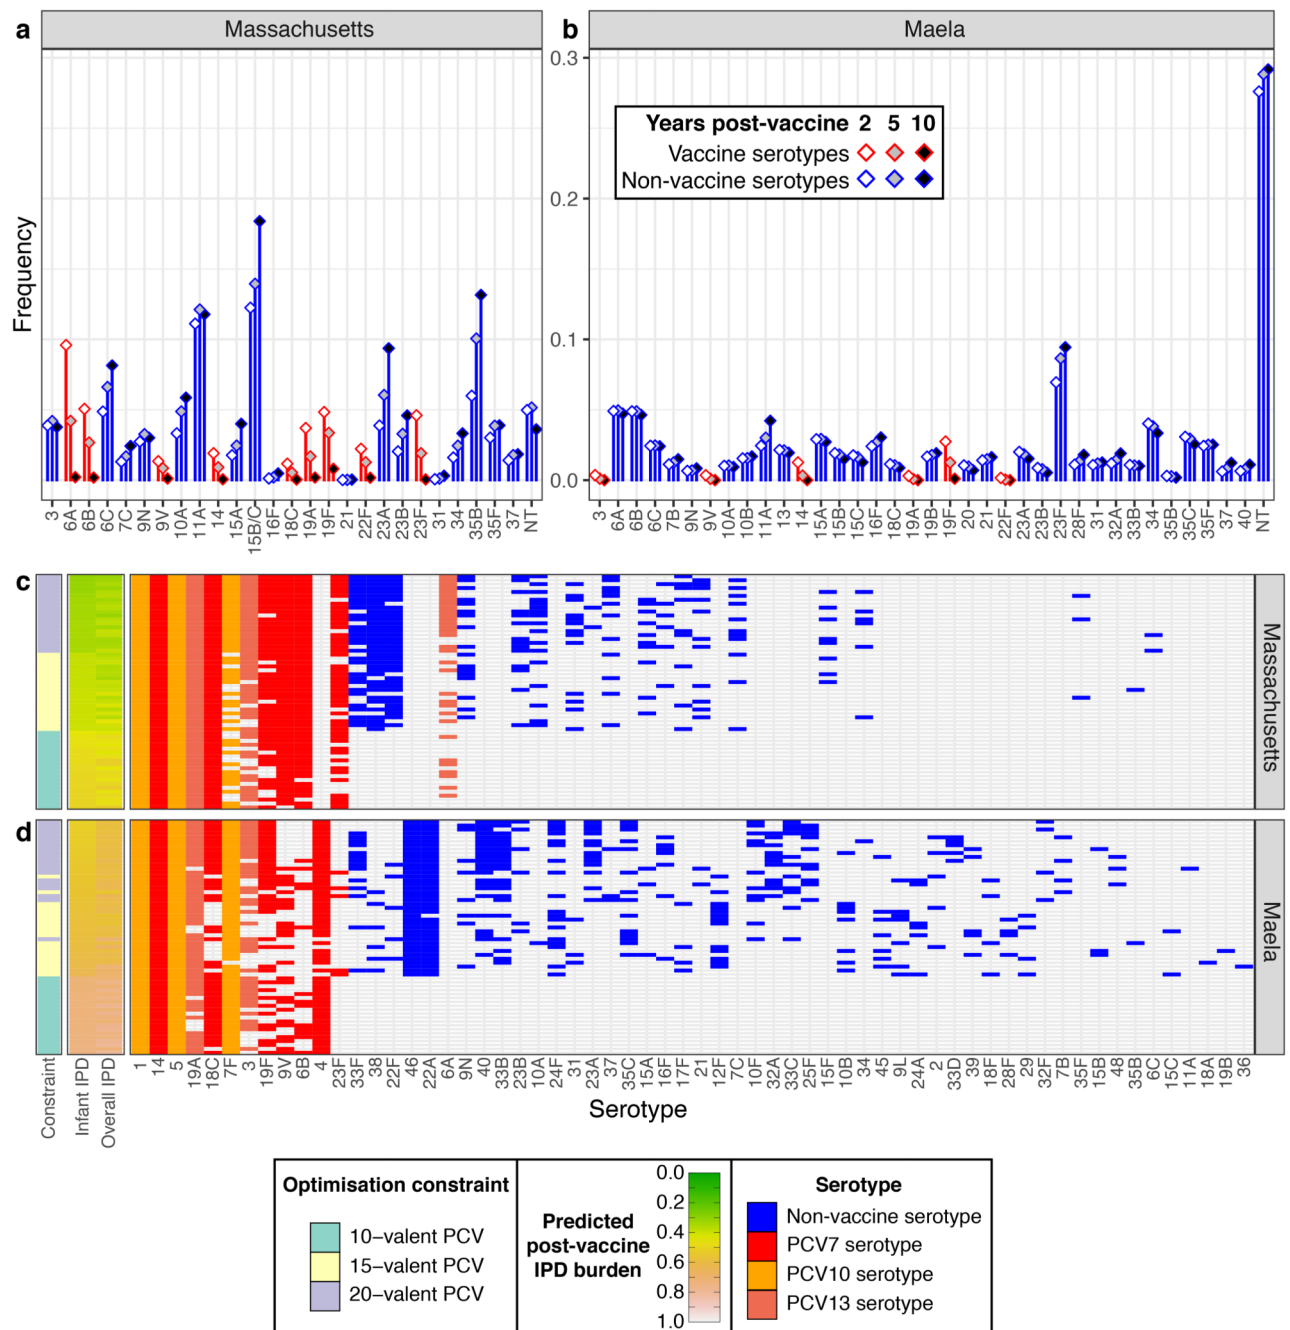 a
Massachusetts
b
Maela
Frequency
0.3
0.2
0.1
0.0
Years post-vaccine 2 5 10
Vaccine serotypes
Non-vaccine serotypes
3 6A 6B 6C 7C 9N 9V 10A 11A 14 15A 15B/C 16F 18C 19A 19F 21 22F 23A 23B 23F 31 34 35B 35F 37 NT
3 6A 6B 6C 7B 9N 9V 10A 10B 11A 13 14 15A 15B 15C 16F 18C 19A 19B 19F 20 21 22F 23A 23B 23F 28F 31 32A 33B 34 35B 35C 35F 37 40 NT
c
Massachusetts
d
Maela
Constraint
Infant IPD
Overall IPD
1 14 5 19A 18C 7F 3 19F 9V 6B 4 23F 33F 38 22F 46 22A 6A 9N 40 33B 23B 10A 24F 31 23A 37 35C 15A 16F 17F 21 12F 7C 10F 32A 33C 25F 15F 10B 34 45 9L 24A 2 33D 39 18F 28F 29 32F 7B 35F 15B 48 35B 6C 15C 11A 18A 19B 36
Serotype
Optimisation constraint
10–valent PCV
15–valent PCV
20–valent PCV
Predicted
post-vaccine
IPD burden
0.0
0.2
0.4
0.6
0.8
1.0
Serotype
Non-vaccine serotype
PCV7 serotype
PCV10 serotype
PCV13 serotype